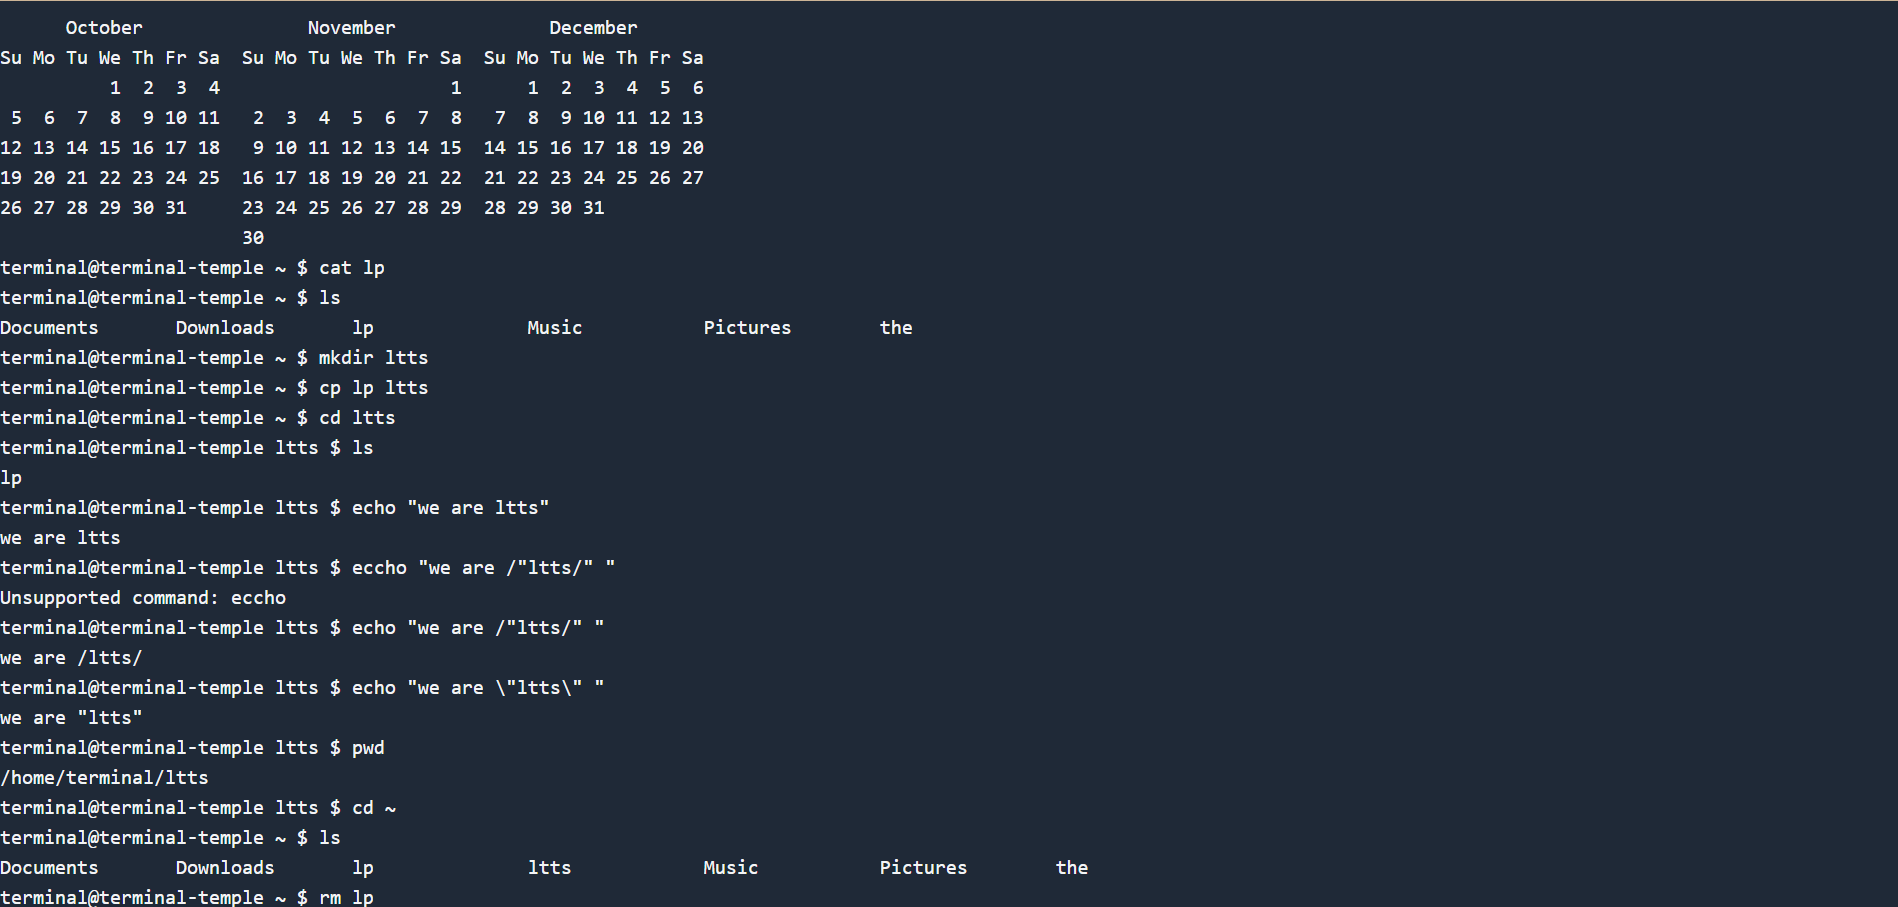 October               November              December
Su Mo Tu We Th Fr Sa  Su Mo Tu We Th Fr Sa  Su Mo Tu We Th Fr Sa
          1  2  3  4                     1      1  2  3  4  5  6
 5  6  7  8  9 10 11   2  3  4  5  6  7  8   7  8  9 10 11 12 13
12 13 14 15 16 17 18   9 10 11 12 13 14 15  14 15 16 17 18 19 20
19 20 21 22 23 24 25  16 17 18 19 20 21 22  21 22 23 24 25 26 27
26 27 28 29 30 31     23 24 25 26 27 28 29  28 29 30 31
                      30
terminal@terminal-temple ~ $ cat lp
terminal@terminal-temple ~ $ ls
Documents       Downloads       lp              Music           Pictures        the
terminal@terminal-temple ~ $ mkdir ltts
terminal@terminal-temple ~ $ cp lp ltts
terminal@terminal-temple ~ $ cd ltts
terminal@terminal-temple ltts $ ls
lp
terminal@terminal-temple ltts $ echo "we are ltts"
we are ltts
terminal@terminal-temple ltts $ eccho "we are /"ltts/" "
Unsupported command: eccho
terminal@terminal-temple ltts $ echo "we are /"ltts/" "
we are /ltts/
terminal@terminal-temple ltts $ echo "we are \"ltts\" "
we are "ltts"
terminal@terminal-temple ltts $ pwd
/home/terminal/ltts
terminal@terminal-temple ltts $ cd ~
terminal@terminal-temple ~ $ ls
Documents       Downloads       lp              ltts            Music           Pictures        the
terminal@terminal-temple ~ $ rm lp